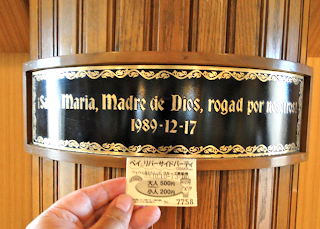 ¡Santa María, Madre de Dios, rogad por nosotros!
1989-12-17
ベイ、リバーサイドパーティ
大人 500円
小人 200円
7758